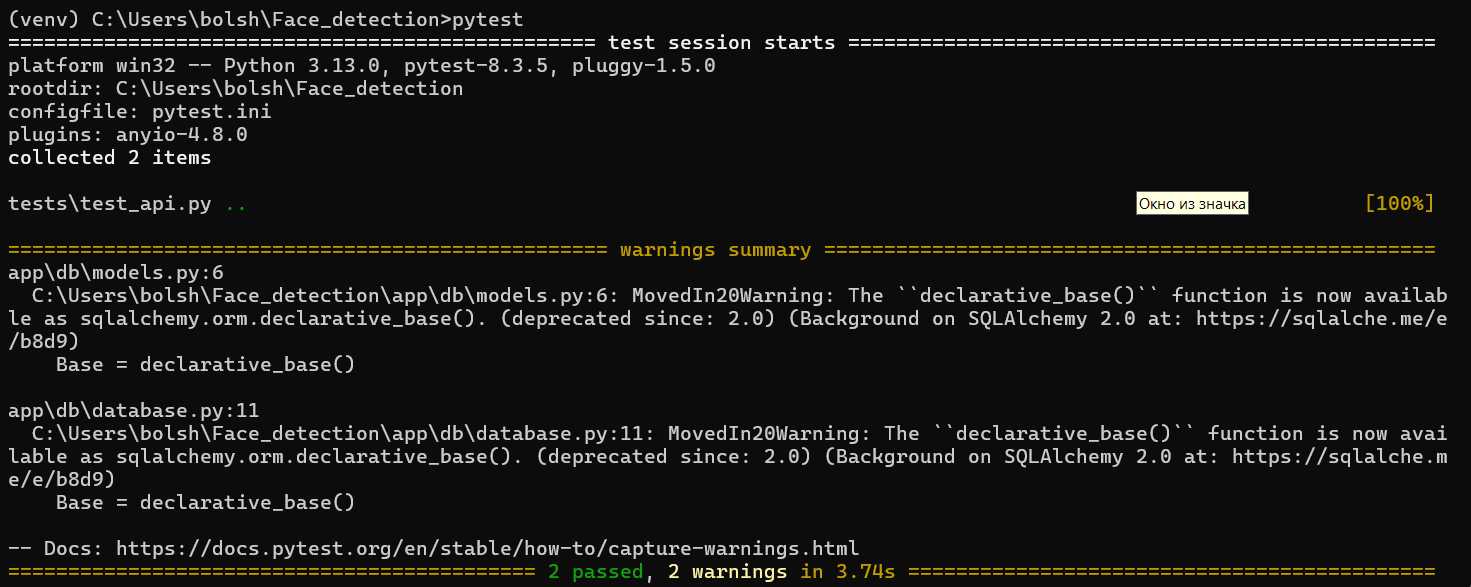 (venv) C:\Users\bolsh\Face_detection>pytest
================================================= test session starts =================================================
platform win32 -- Python 3.13.0, pytest-8.3.5, pluggy-1.5.0
rootdir: C:\Users\bolsh\Face_detection
configfile: pytest.ini
plugins: anyio-4.8.0
collected 2 items
tests\test_api.py .. Окно из значка [100%]
================================================== warnings summary ===================================================
app\db\models.py:6
  C:\Users\bolsh\Face_detection\app\db\models.py:6: MovedIn20Warning: The ``declarative_base()`` function is now availab
le as sqlalchemy.orm.declarative_base(). (deprecated since: 2.0) (Background on SQLAlchemy 2.0 at: https://sqlalche.me/e
/b8d9)
    Base = declarative_base()
app\db\database.py:11
  C:\Users\bolsh\Face_detection\app\db\database.py:11: MovedIn20Warning: The ``declarative_base()`` function is now avai
lable as sqlalchemy.orm.declarative_base(). (deprecated since: 2.0) (Background on SQLAlchemy 2.0 at: https://sqlalche.m
e/e/b8d9)
    Base = declarative_base()
-- Docs: https://docs.pytest.org/en/stable/how-to/capture-warnings.html
============================================ 2 passed, 2 warnings in 3.74s ============================================